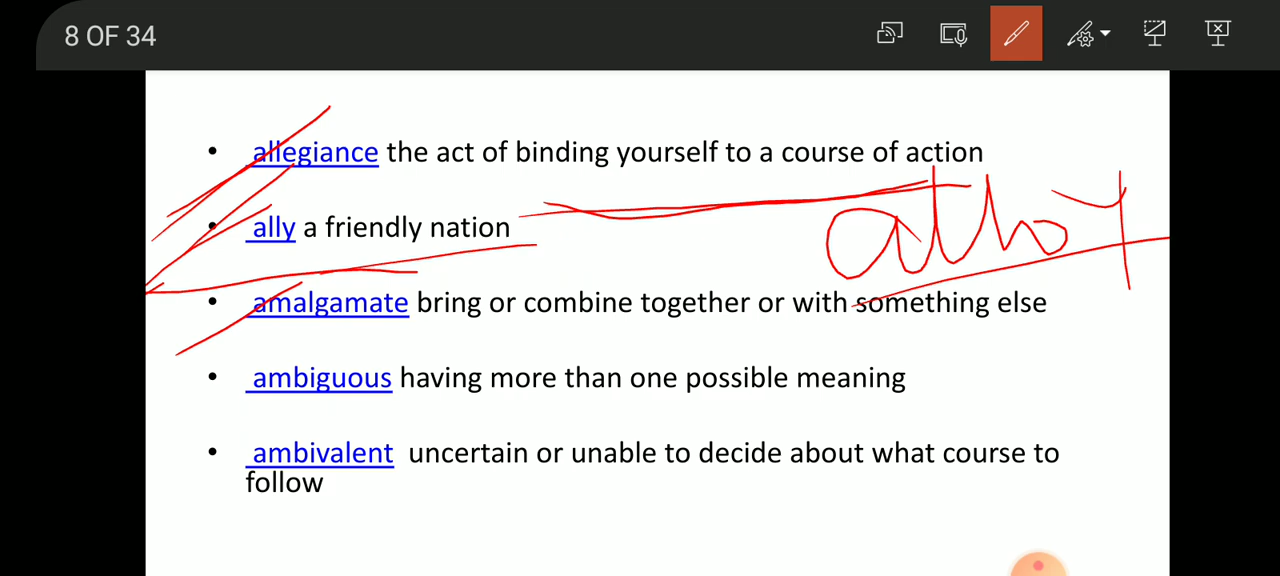 8 OF 34
• allegiance the act of binding yourself to a course of action
• ally a friendly nation
• amalgamate bring or combine together or with something else
• ambiguous having more than one possible meaning
• ambivalent uncertain or unable to decide about what course to
follow